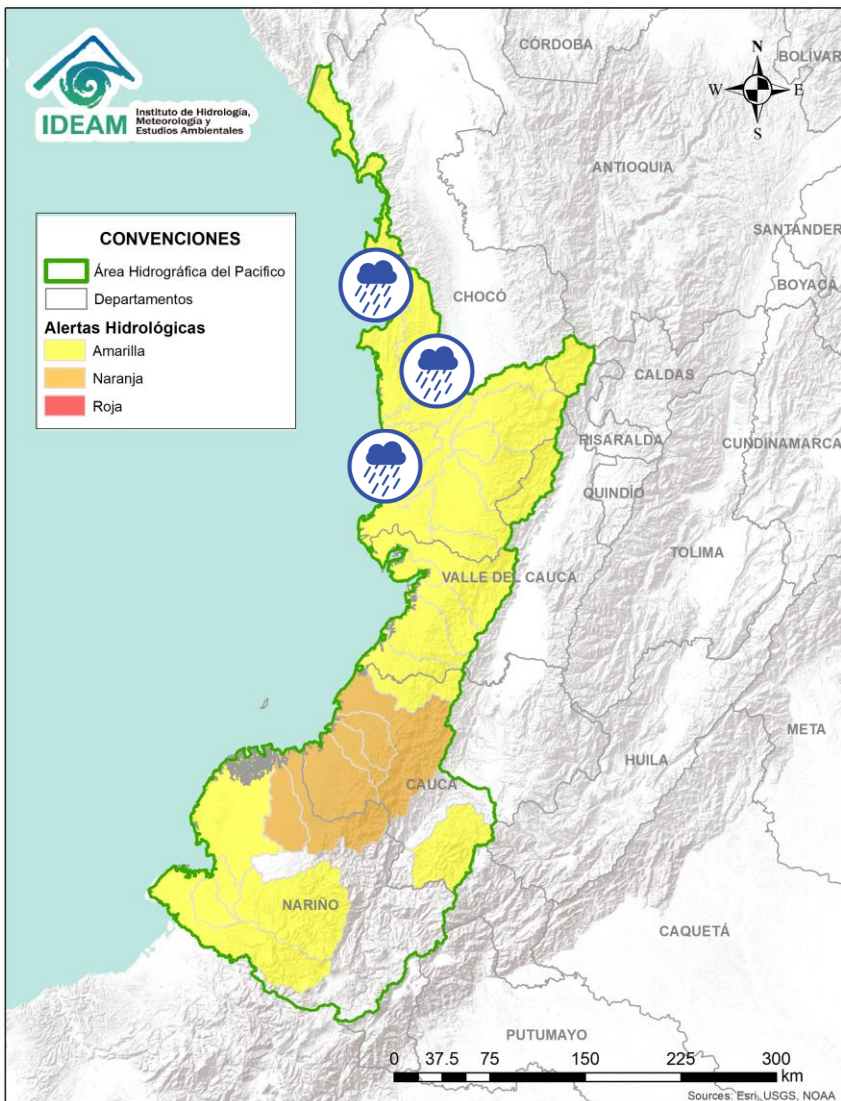 IDEAM
Instituto de Hidrología,
Meteorología y
Estudios Ambientales
CÓRDOBA
BOLÍVAR
N
W
E
S
ANTIOQUIA
SANTANDER
CONVENCIONES
Área Hidrográfica del Pacifico
Departamentos
Alertas Hidrológicas
Amarilla
Naranja
Roja
BOYACÁ
CHOCÓ
CALDAS
RISARALDA
CUNDINAMARCA
QUINDÍO
TOLIMA
VALLE DEL CAUCA
META
HUILA
CAUCA
NARIÑO
CAQUETÁ
PUTUMAYO
0 37.5 75 150 225 300
km
Sources: Esri, USGS, NOAA